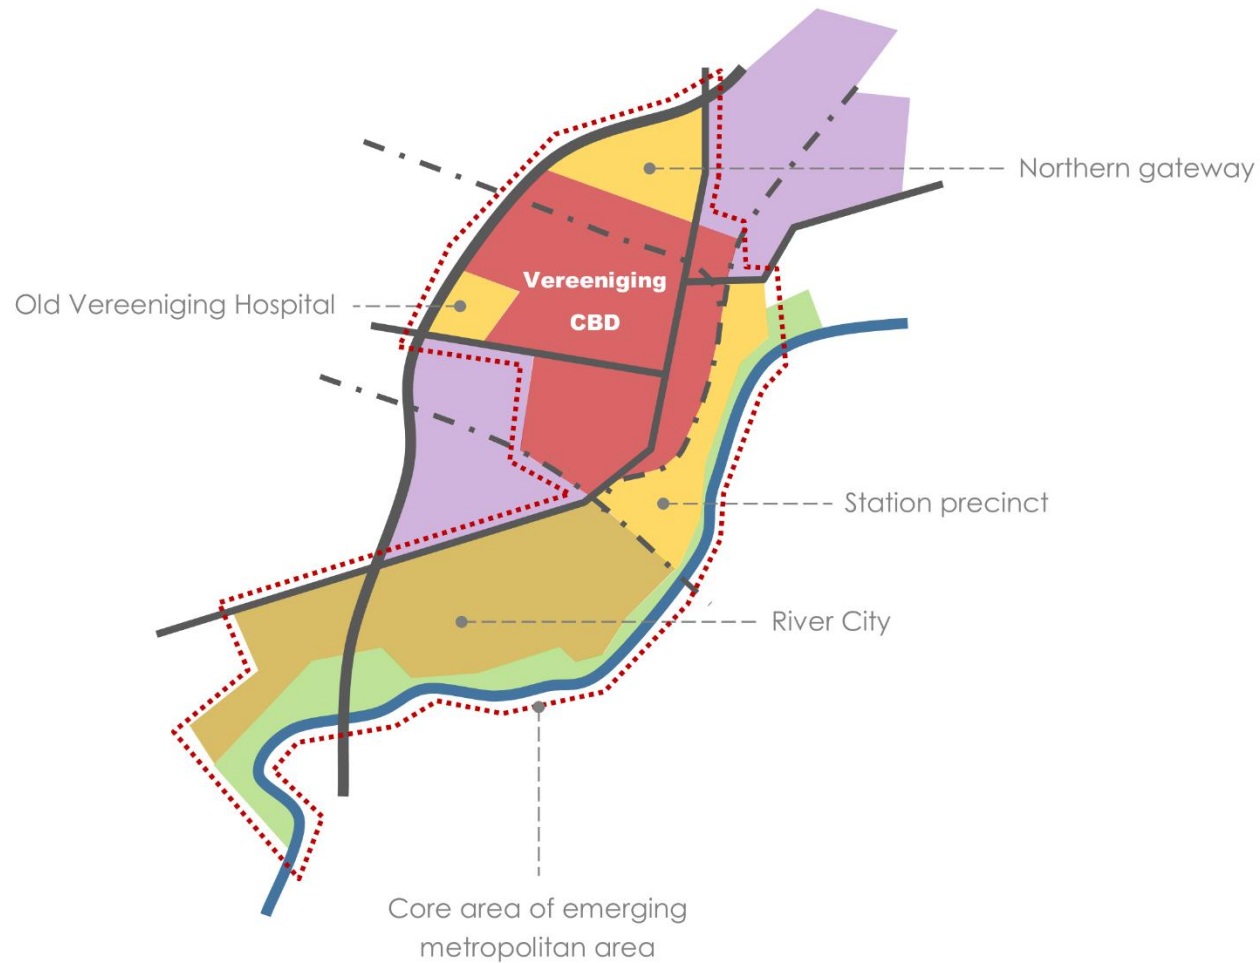 Northern gateway
Old Vereeniging Hospital
Vereeniging
CBD
Station precinct
River City
Core area of emerging
metropolitan area